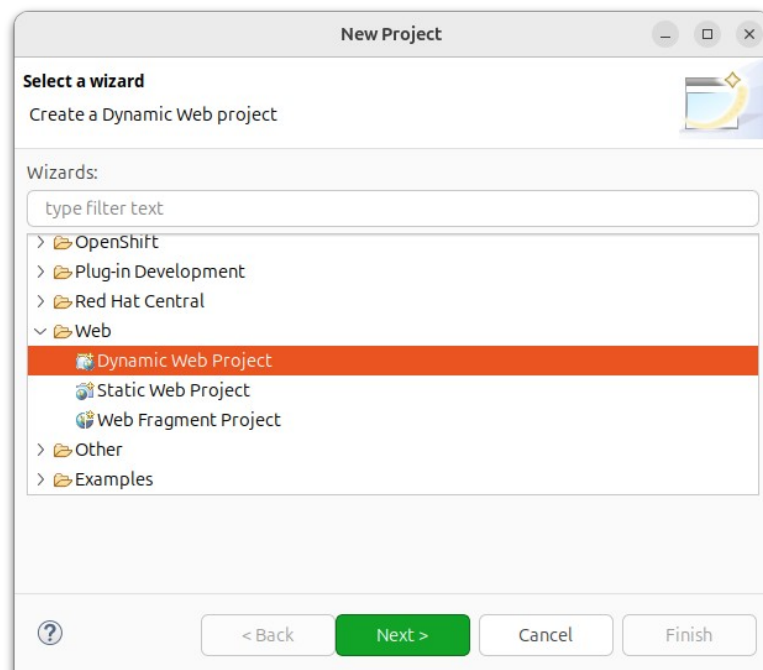 New Project
Select a wizard
Create a Dynamic Web project
Wizards:
type filter text
OpenShift
Plug-in Development
Red Hat Central
Web
Dynamic Web Project
Static Web Project
Web Fragment Project
Other
Examples
? < Back Next > Cancel Finish